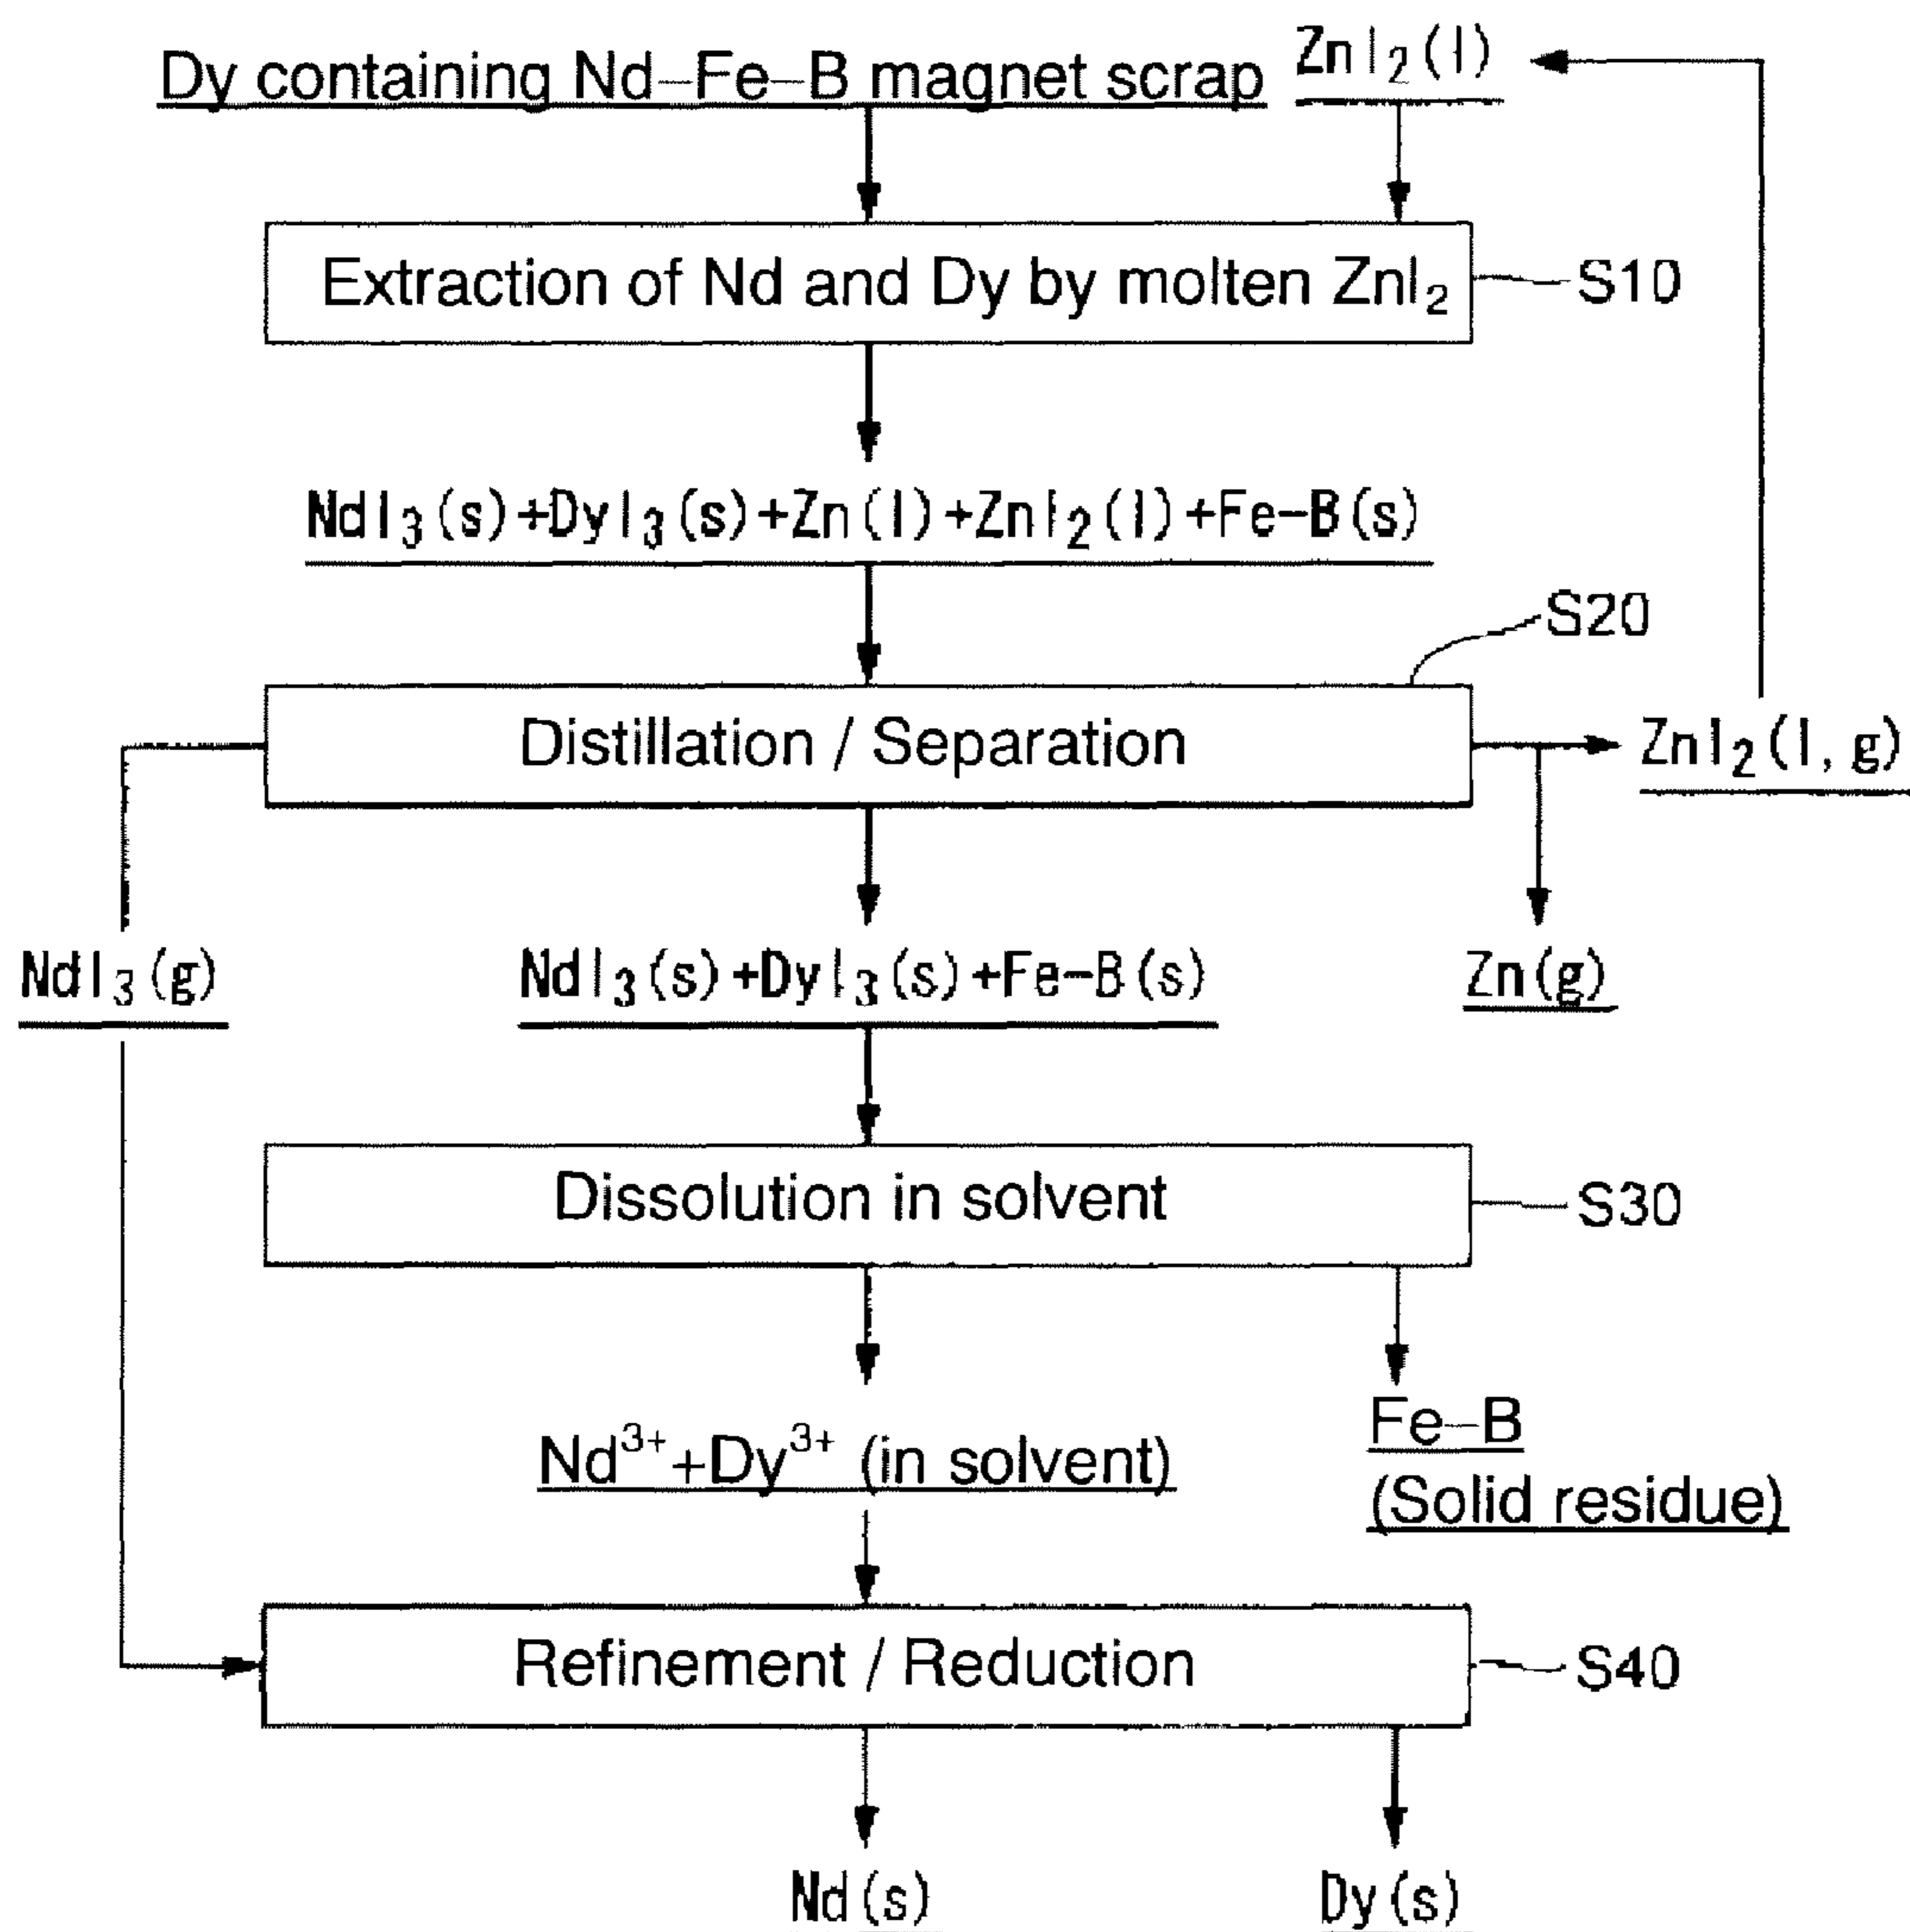 Dy containing Nd–Fe–B magnet scrap
ZnI₂(l)
Extraction of Nd and Dy by molten ZnI₂
S10
NdI₃(s)+DyI₃(s)+Zn(l)+ZnI₂(l)+Fe-B(s)
S20
Distillation / Separation
ZnI₂(l, g)
NdI₃(g)
NdI₃(s)+DyI₃(s)+Fe-B(s)
Zn(g)
Dissolution in solvent
S30
Nd³⁺+Dy³⁺ (in solvent)
Fe–B
(Solid residue)
Refinement / Reduction
S40
Nd(s)
Dy(s)